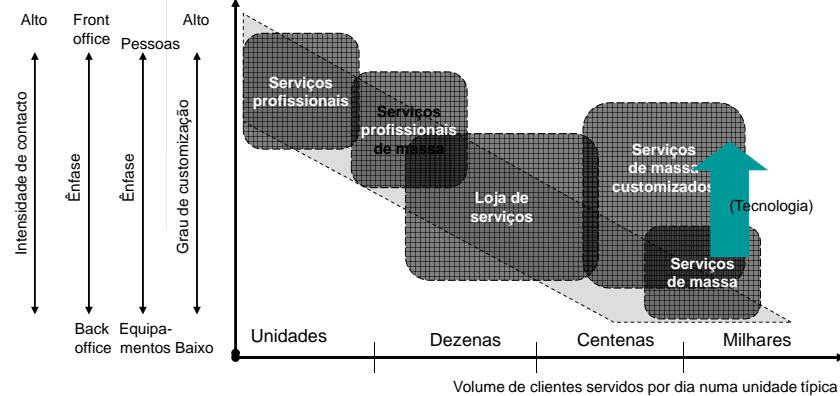 Alto
Front
office
Pessoas
Alto
Intensidade de contacto
Ênfase
Ênfase
Grau de customização
Back
office
Equipa-
mentos
Baixo
Serviços
profissionais
Serviços
profissionais
de massa
Loja de
serviços
Serviços
de massa
customizados
(Tecnologia)
Serviços
de massa
Unidades
Dezenas
Centenas
Milhares
Volume de clientes servidos por dia numa unidade típica